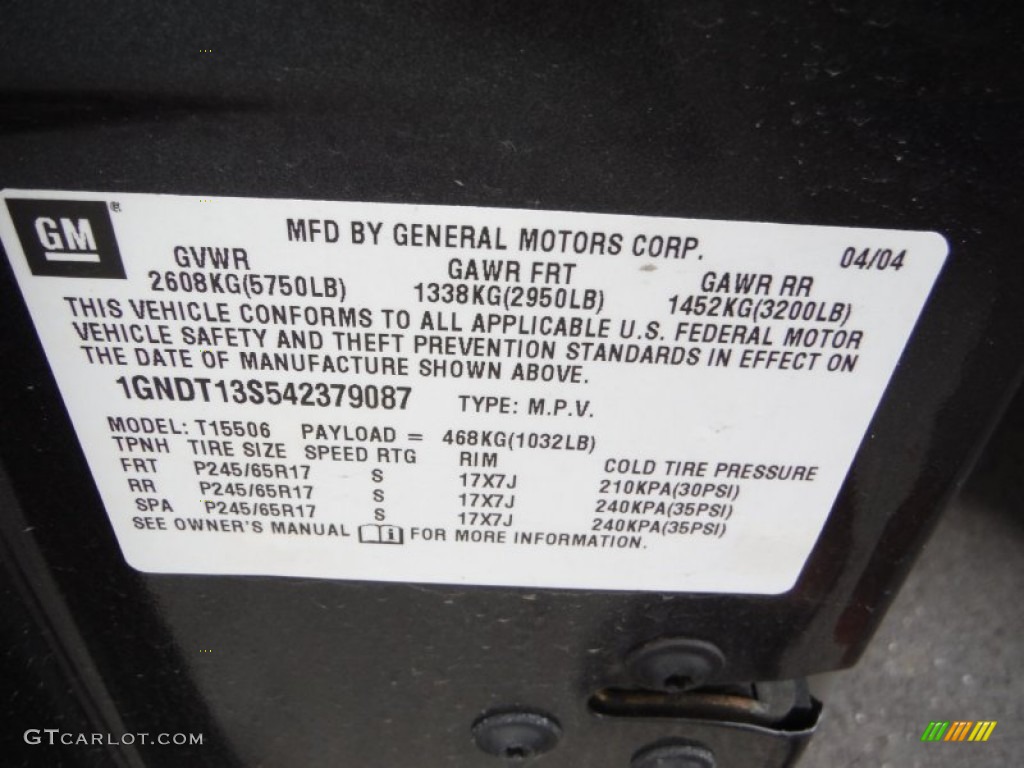 GM®
MFD BY GENERAL MOTORS CORP. 04/04
GVWR GAWR FRT GAWR RR
2608KG(5750LB) 1338KG(2950LB) 1452KG(3200LB)
THIS VEHICLE CONFORMS TO ALL APPLICABLE U.S. FEDERAL MOTOR
VEHICLE SAFETY AND THEFT PREVENTION STANDARDS IN EFFECT ON
THE DATE OF MANUFACTURE SHOWN ABOVE.
1GNDT13S542379087 TYPE: M.P.V.
MODEL: T15506 PAYLOAD = 468KG(1032LB)
TPNH TIRE SIZE SPEED RTG RIM COLD TIRE PRESSURE
FRT P245/65R17 S 17X7J 210KPA(30PSI)
RR P245/65R17 S 17X7J 240KPA(35PSI)
SPA P245/65R17 S 17X7J 240KPA(35PSI)
SEE OWNER'S MANUAL i FOR MORE INFORMATION.
GTCARLOT.COM